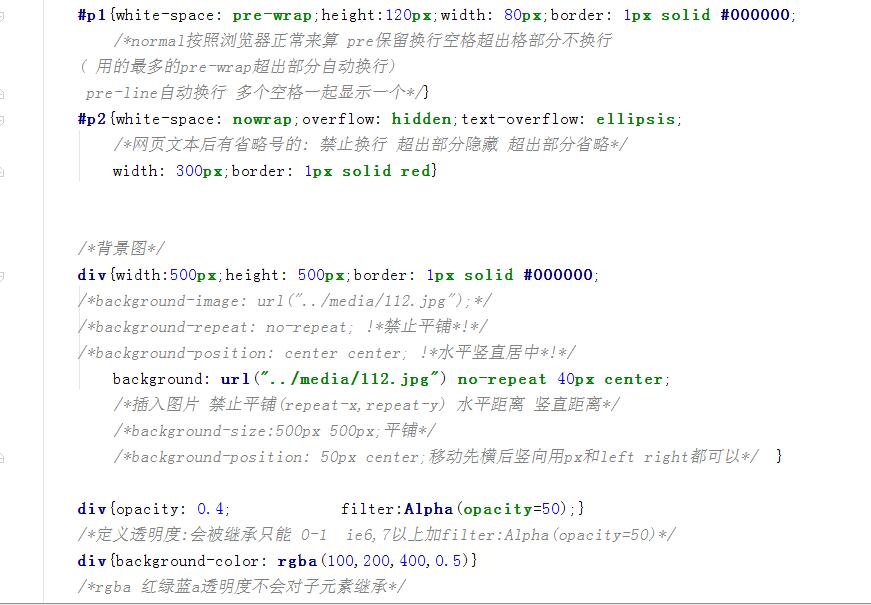 #p1{white-space: pre-wrap;height:120px;width: 80px;border: 1px solid #000000;
/*normal按照浏览器正常来算 pre保留换行空格超出格部分不换行
( 用的最多的pre-wrap超出部分自动换行)
pre-line自动换行 多个空格一起显示一个*/}
#p2{white-space: nowrap;overflow: hidden;text-overflow: ellipsis;
/*网页文本后有省略号的: 禁止换行 超出部分隐藏 超出部分省略*/
width: 300px;border: 1px solid red}
/*背景图*/
div{width:500px;height: 500px;border: 1px solid #000000;
/*background-image: url("../media/112.jpg");*/
/*background-repeat: no-repeat; !*禁止平铺*!*/
/*background-position: center center; !*水平竖直居中*!*/
background: url("../media/112.jpg") no-repeat 40px center;
/*插入图片 禁止平铺(repeat-x,repeat-y) 水平距离 竖直距离*/
/*background-size:500px 500px;平铺*/
/*background-position: 50px center;移动先横后竖向用px和left right都可以*/ }
div{opacity: 0.4; filter:Alpha(opacity=50);}
/*定义透明度:会被继承只能 0-1 ie6,7以上加filter:Alpha(opacity=50)*/
div{background-color: rgba(100,200,400,0.5)}
/*rgba 红绿蓝a透明度不会对子元素继承*/